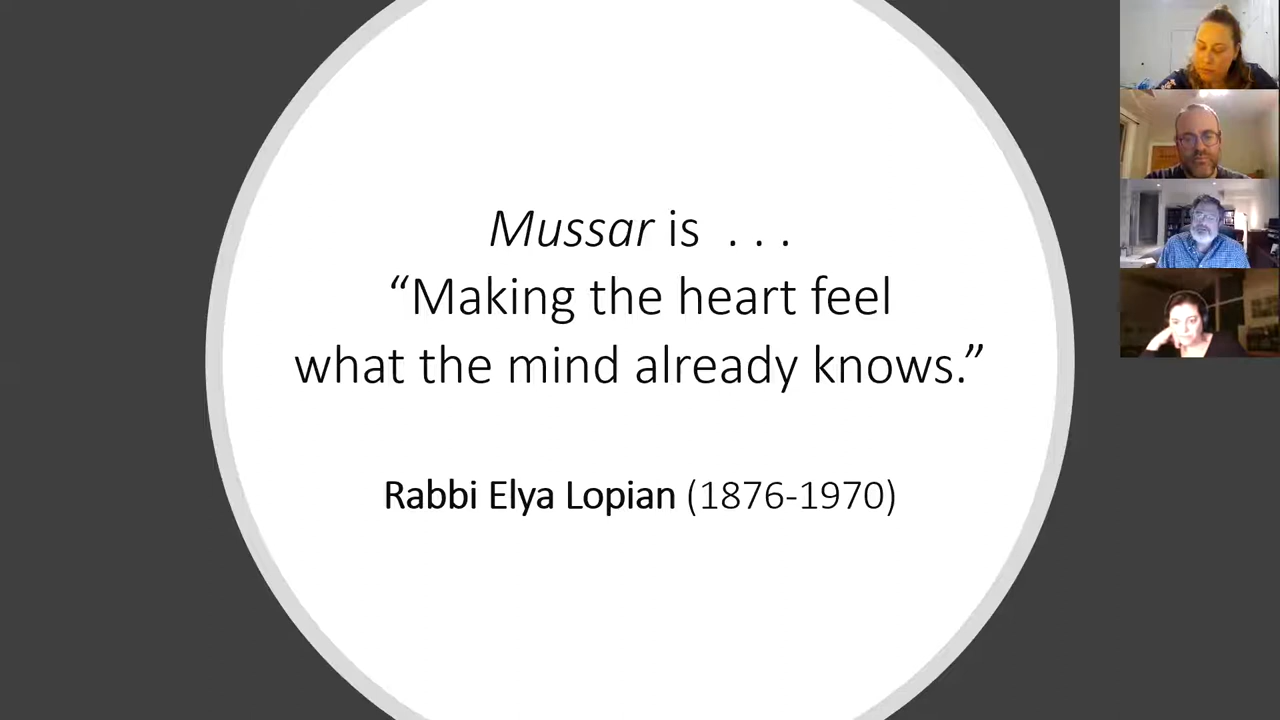 Mussar is . . .
“Making the heart feel
what the mind already knows.”
Rabbi Elya Lopian (1876-1970)